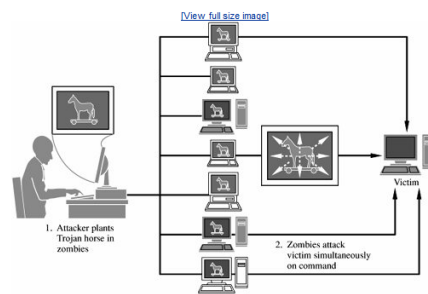 [View full size image]
Victim
1. Attacker plants
Trojan horse in
zombies
2. Zombies attack
victim simultaneously
on command